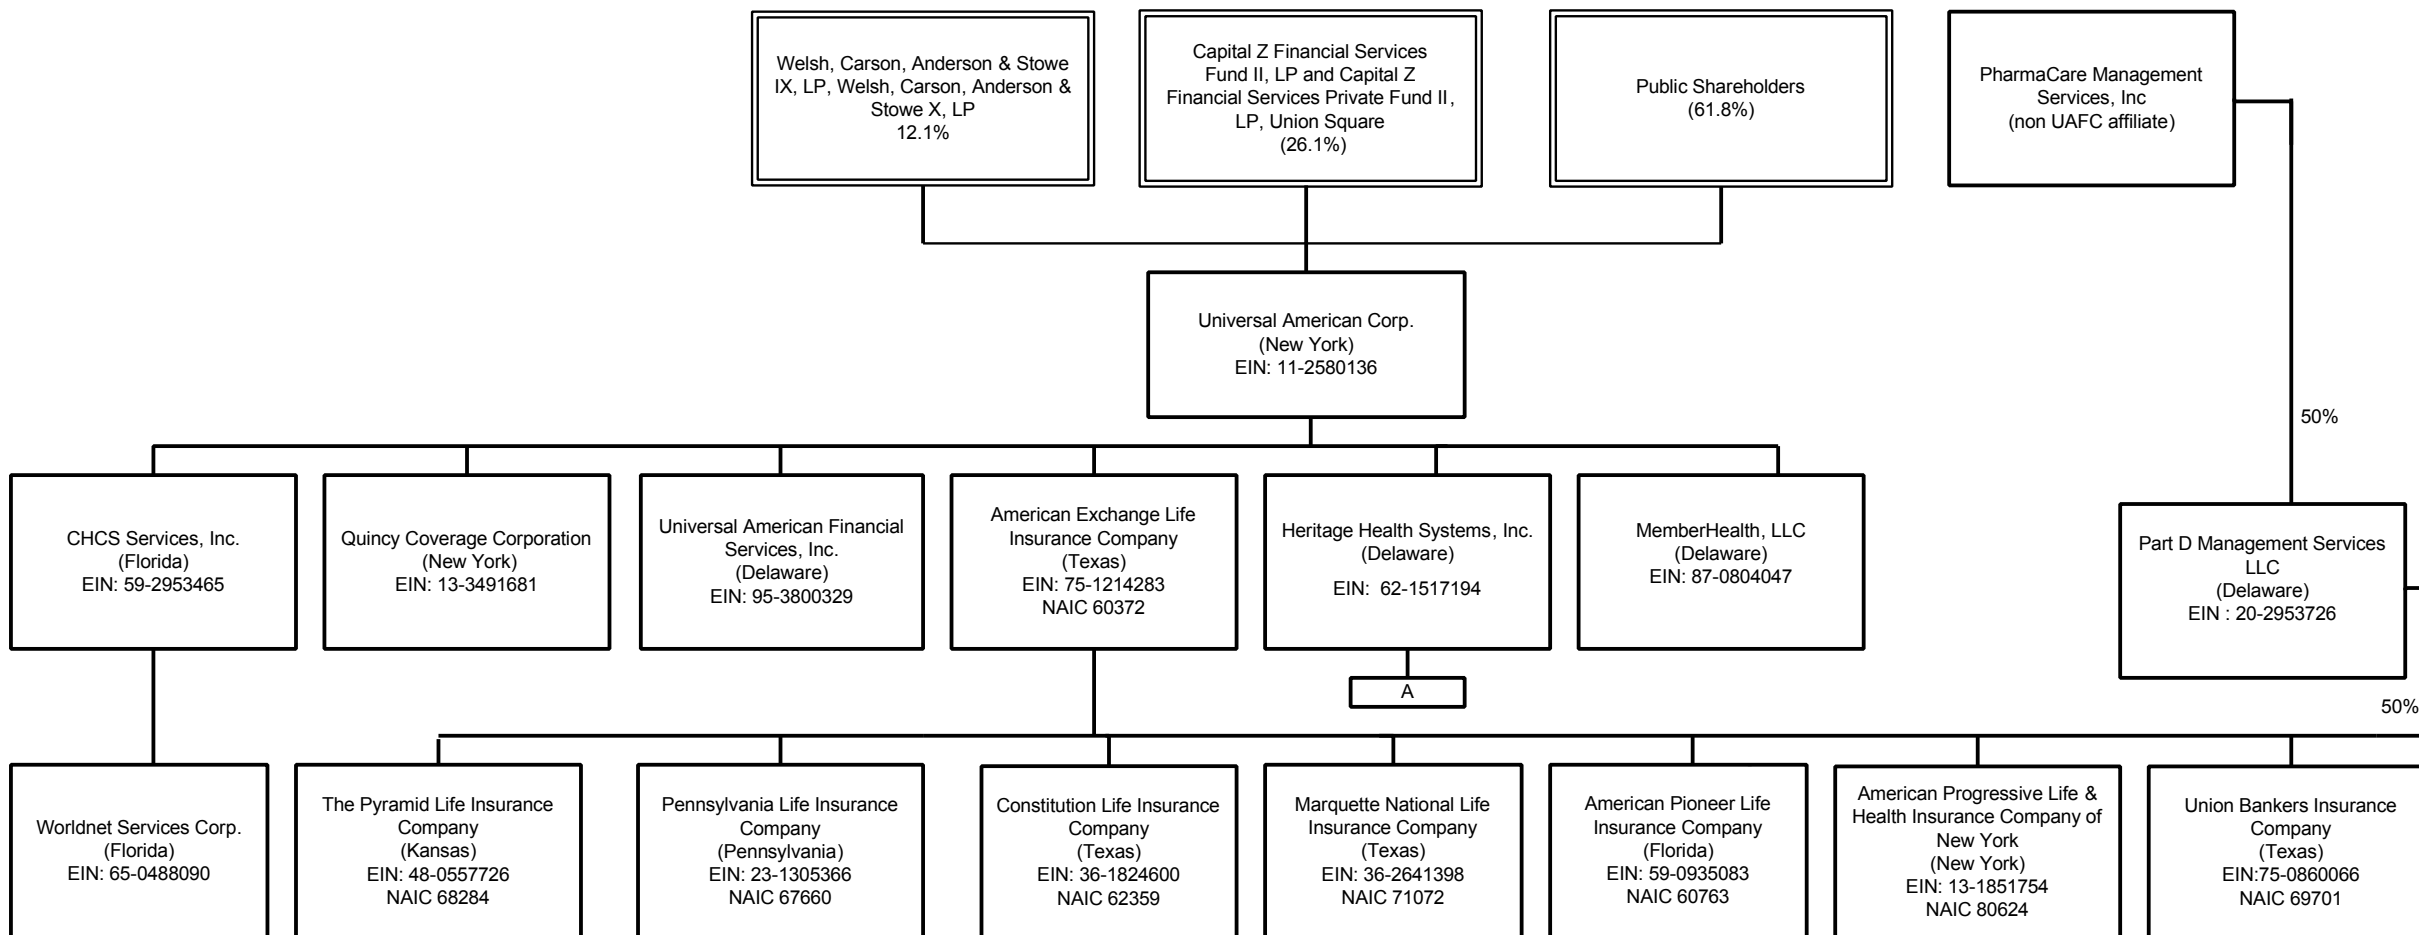 Welsh, Carson, Anderson & Stowe
IX, LP, Welsh, Carson, Anderson &
Stowe X, LP
12.1%
Capital Z Financial Services
Fund II, LP and Capital Z
Financial Services Private Fund II,
LP, Union Square
(26.1%)
Public Shareholders
(61.8%)
PharmaCare Management
Services, Inc
(non UAFC affiliate)
Universal American Corp.
(New York)
EIN: 11-2580136
50%
CHCS Services, Inc.
(Florida)
EIN: 59-2953465
Quincy Coverage Corporation
(New York)
EIN: 13-3491681
Universal American Financial
Services, Inc.
(Delaware)
EIN: 95-3800329
American Exchange Life
Insurance Company
(Texas)
EIN: 75-1214283
NAIC 60372
Heritage Health Systems, Inc.
(Delaware)
EIN: 62-1517194
MemberHealth, LLC
(Delaware)
EIN: 87-0804047
Part D Management Services
LLC
(Delaware)
EIN : 20-2953726
A
50%
Worldnet Services Corp.
(Florida)
EIN: 65-0488090
The Pyramid Life Insurance
Company
(Kansas)
EIN: 48-0557726
NAIC 68284
Pennsylvania Life Insurance
Company
(Pennsylvania)
EIN: 23-1305366
NAIC 67660
Constitution Life Insurance
Company
(Texas)
EIN: 36-1824600
NAIC 62359
Marquette National Life
Insurance Company
(Texas)
EIN: 36-2641398
NAIC 71072
American Pioneer Life
Insurance Company
(Florida)
EIN: 59-0935083
NAIC 60763
American Progressive Life &
Health Insurance Company of
New York
(New York)
EIN: 13-1851754
NAIC 80624
Union Bankers Insurance
Company
(Texas)
EIN:75-0860066
NAIC 69701